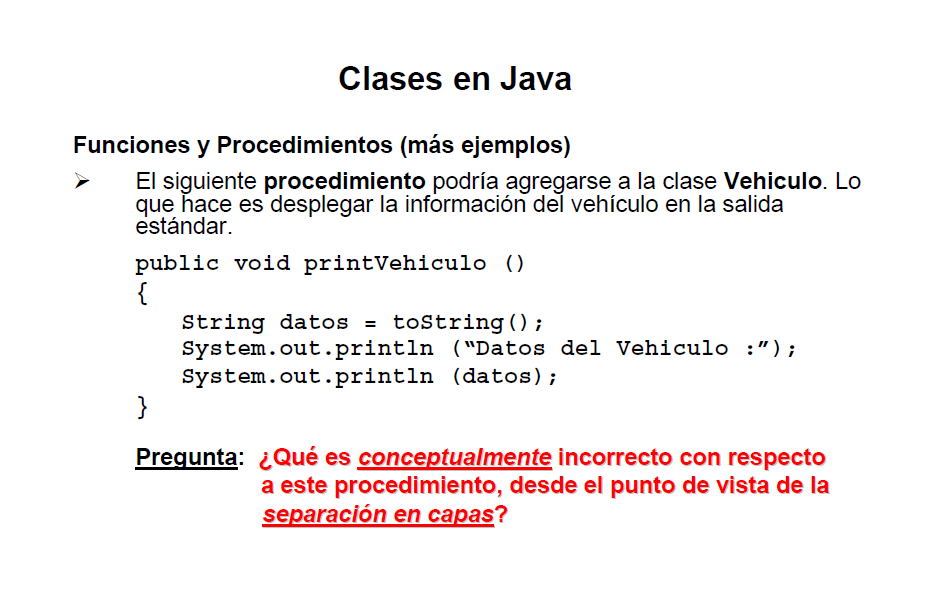 Clases en Java
Funciones y Procedimientos (más ejemplos)
➢ El siguiente procedimiento podría agregarse a la clase Vehiculo. Lo
que hace es desplegar la información del vehículo en la salida
estándar.
public void printVehiculo ()
{
String datos = toString();
System.out.println (“Datos del Vehiculo :”);
System.out.println (datos);
}
Pregunta: ¿Qué es conceptualmente incorrecto con respecto
a este procedimiento, desde el punto de vista de la
separación en capas?